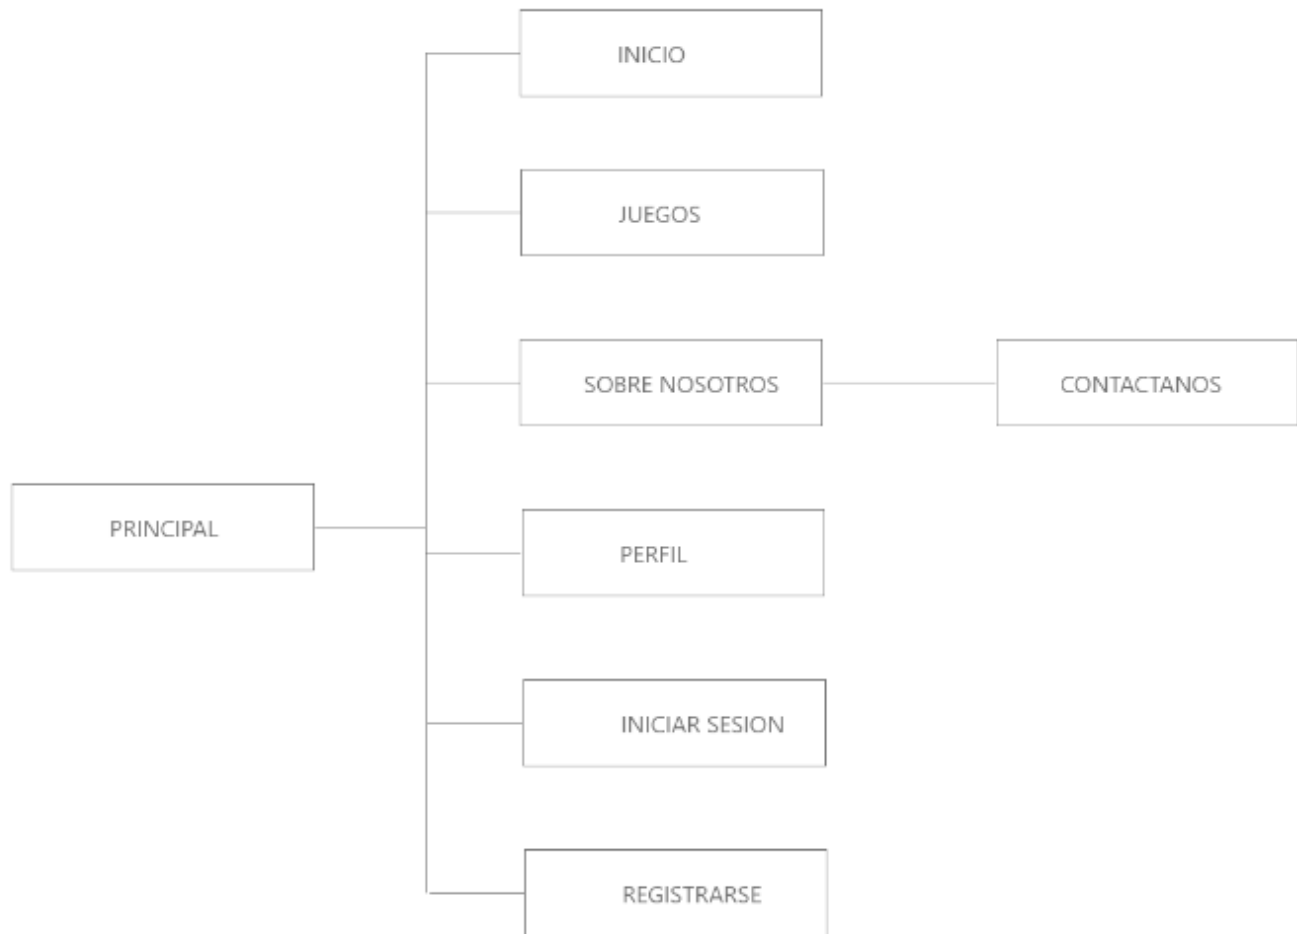 INICIO
JUEGOS
SOBRE NOSOTROS
CONTACTANOS
PRINCIPAL
PERFIL
INICIAR SESION
REGISTRARSE